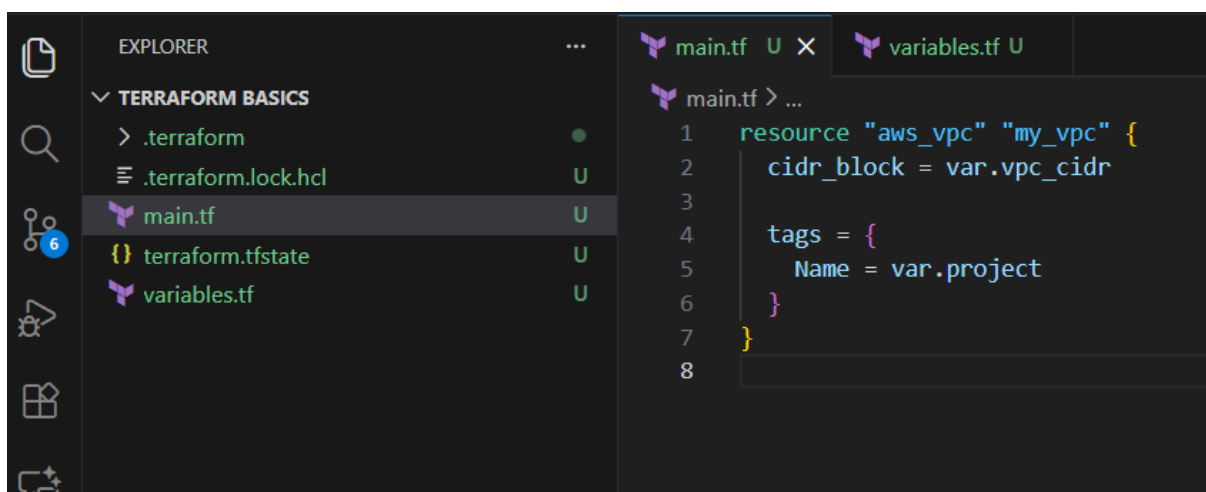 EXPLORER
...
TERRAFORM BASICS
.terraform
.terraform.lock.hcl U
main.tf U
{} terraform.tfstate U
variables.tf U
6
main.tf U
variables.tf U
main.tf > ...
1 resource "aws_vpc" "my_vpc" {
2   cidr_block = var.vpc_cidr
3
4   tags = {
5     Name = var.project
6   }
7 }
8